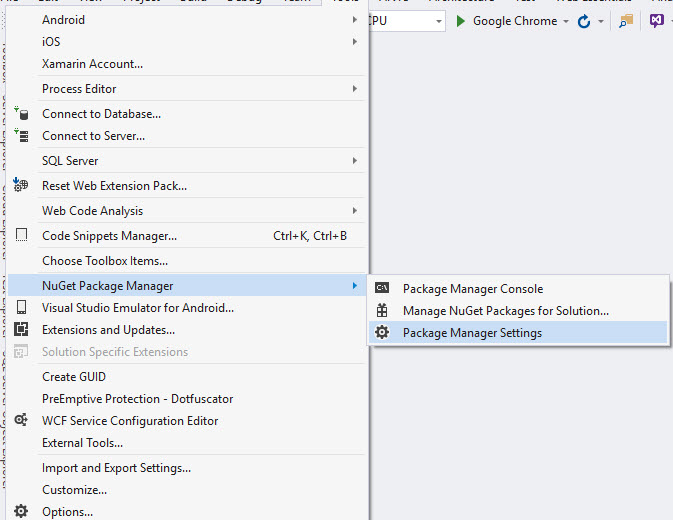 Tools
CPU
Google Chrome
Android
iOS
Xamarin Account...
Process Editor
Connect to Database...
Connect to Server...
SQL Server
Reset Web Extension Pack...
Web Code Analysis
Code Snippets Manager... Ctrl+K, Ctrl+B
Choose Toolbox Items...
NuGet Package Manager
Package Manager Console
Manage NuGet Packages for Solution...
Package Manager Settings
Visual Studio Emulator for Android...
Extensions and Updates...
Solution Specific Extensions
Create GUID
PreEmptive Protection - Dotfuscator
WCF Service Configuration Editor
External Tools...
Import and Export Settings...
Customize...
Options...